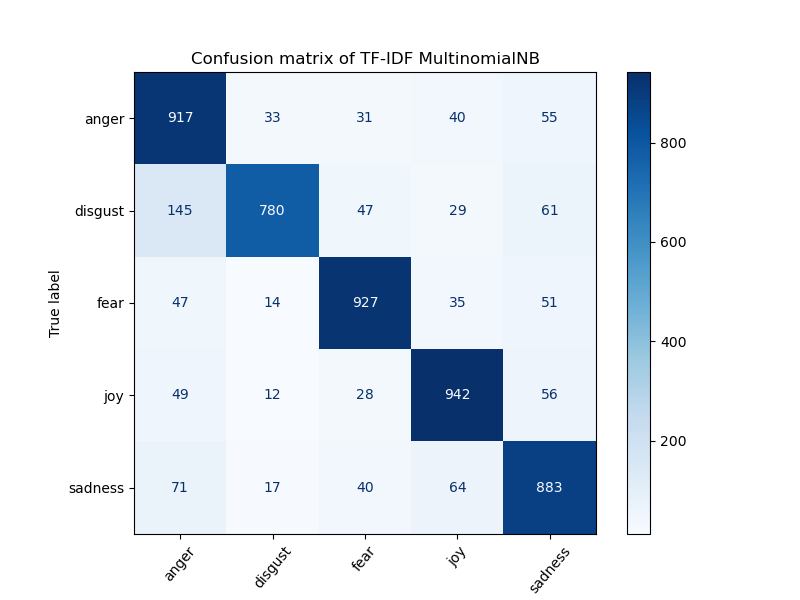 Confusion matrix of TF-IDF MultinomialNB
True label
anger 917 33 31 40 55
disgust 145 780 47 29 61
fear 47 14 927 35 51
joy 49 12 28 942 56
sadness 71 17 40 64 883
anger disgust fear joy sadness
800
600
400
200